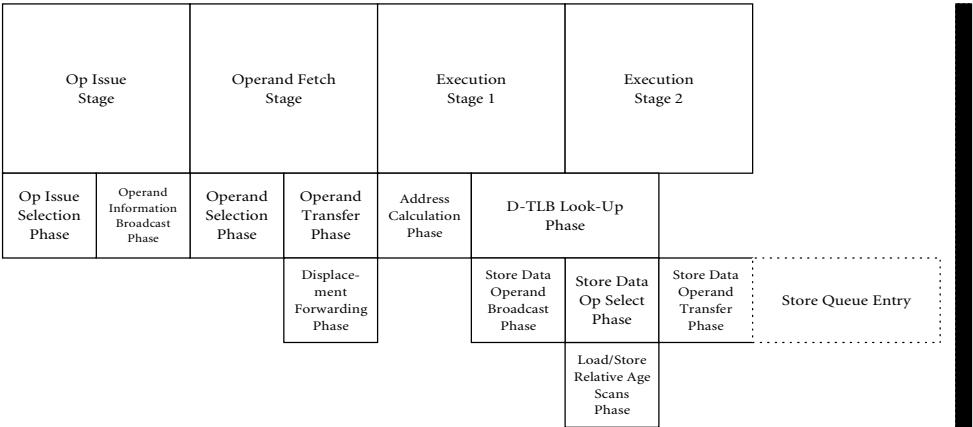 Op Issue
Stage
Operand Fetch
Stage
Execution
Stage 1
Execution
Stage 2
Op Issue
Selection
Phase
Operand
Information
Broadcast
Phase
Operand
Selection
Phase
Operand
Transfer
Phase
Address
Calculation
Phase
D-TLB Look-Up
Phase
Displace-
ment
Forwarding
Phase
Store Data
Operand
Broadcast
Phase
Store Data
Op Select
Phase
Store Data
Operand
Transfer
Phase
Store Queue Entry
Load/Store
Relative Age
Scans
Phase